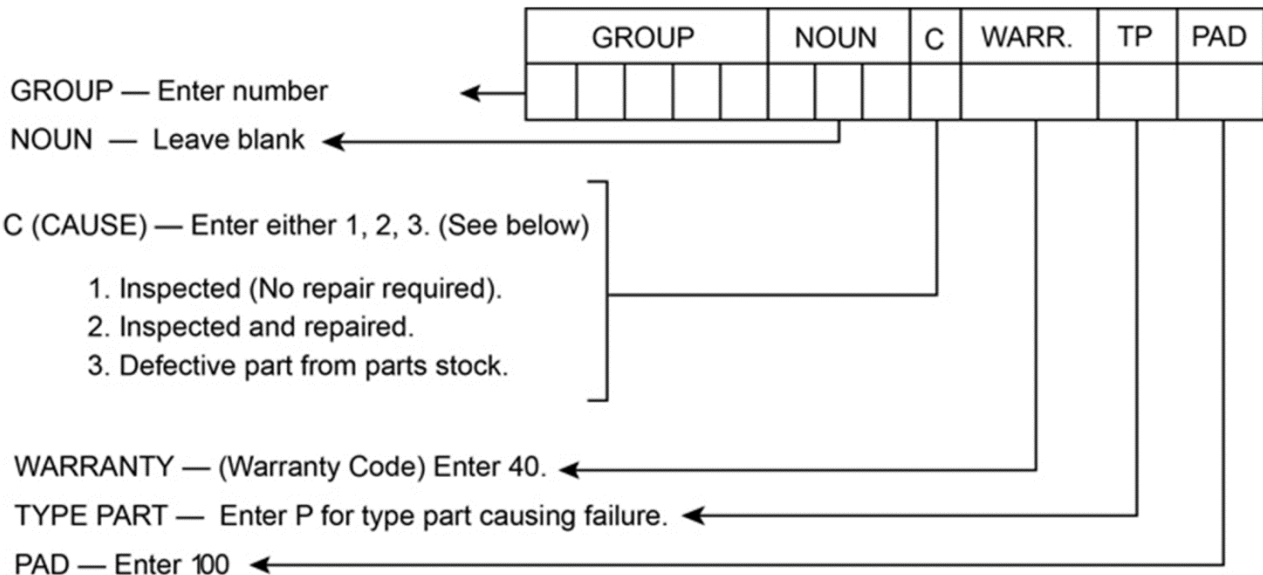 GROUP NOUN C WARR. TP PAD
GROUP — Enter number
NOUN — Leave blank
C (CAUSE) — Enter either 1, 2, 3. (See below)
1. Inspected (No repair required).
2. Inspected and repaired.
3. Defective part from parts stock.
WARRANTY — (Warranty Code) Enter 40.
TYPE PART — Enter P for type part causing failure.
PAD — Enter 100